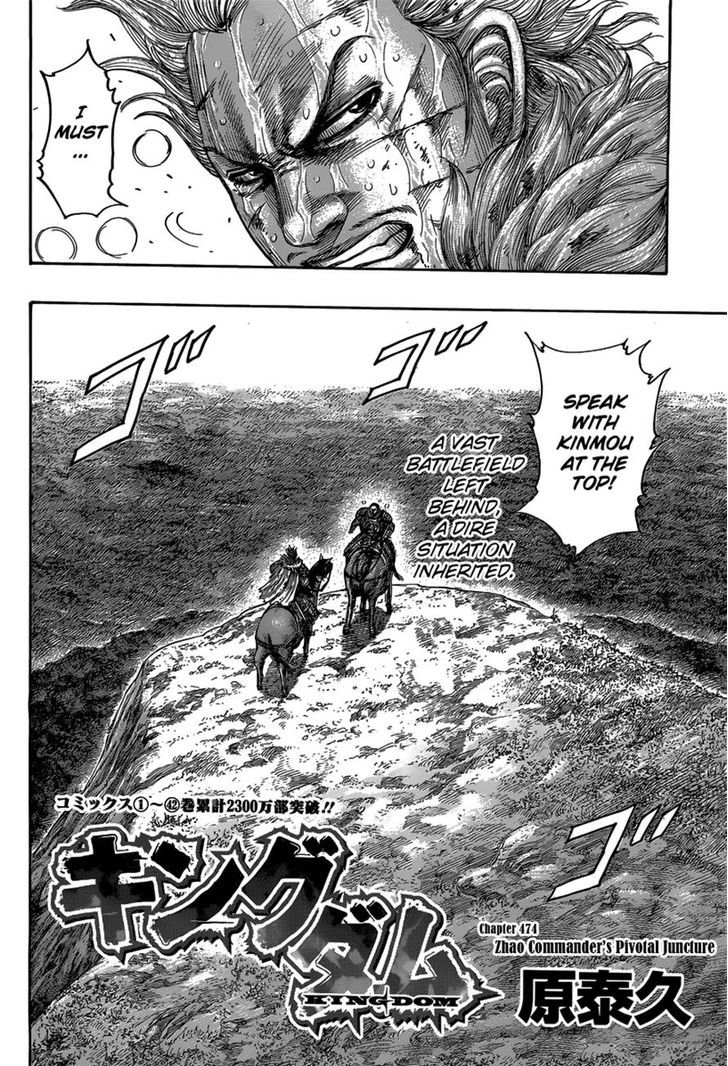 I
MUST
...
SPEAK
WITH
KINMOU
AT THE
TOP!
A VAST
BATTLEFIELD
LEFT
BEHIND,
A DIRE
SITUATION
INHERITED.
ゴ
ゴ
ゴ
コミックス①～㊷巻累計2300万部突破!!
キングダム
KINGDOM
Chapter 474
Zhao Commander's Pivotal Juncture
原泰久